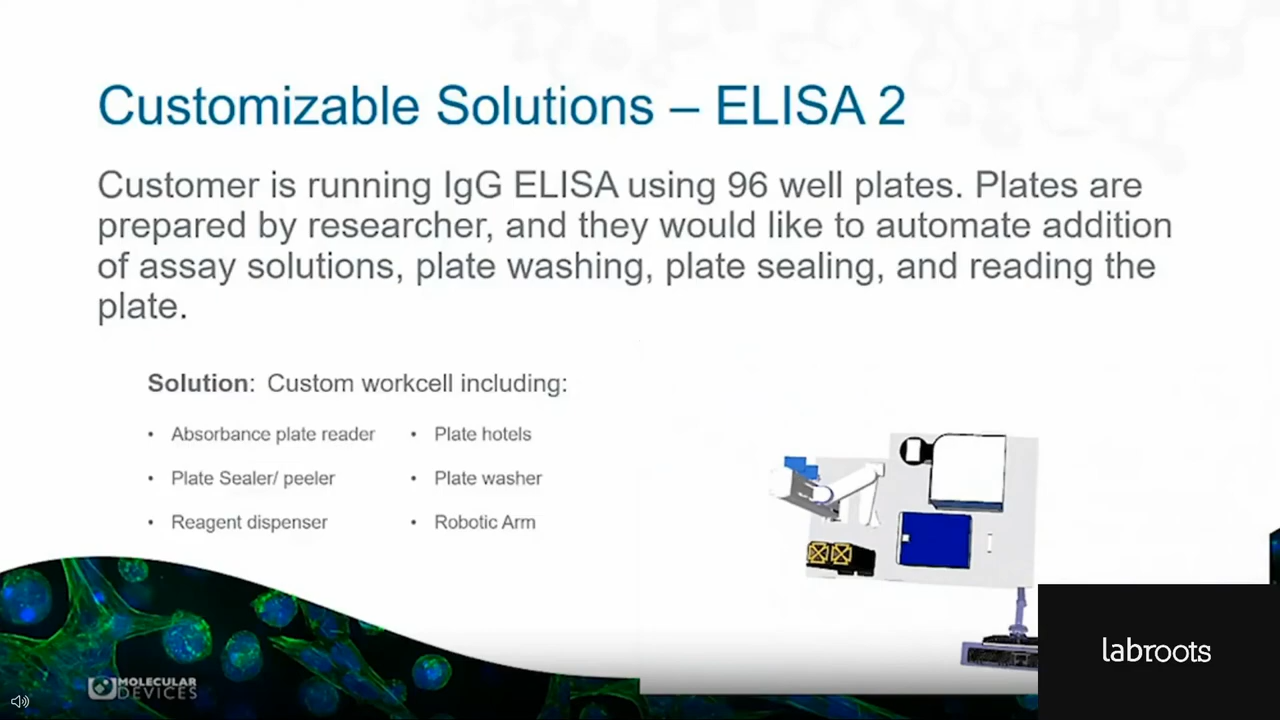 Customizable Solutions – ELISA 2
Customer is running IgG ELISA using 96 well plates. Plates are
prepared by researcher, and they would like to automate addition
of assay solutions, plate washing, plate sealing, and reading the
plate.
Solution:  Custom workcell including:
• Absorbance plate reader
• Plate Sealer/ peeler
• Reagent dispenser
• Plate hotels
• Plate washer
• Robotic Arm
MOLECULAR
DEVICES
labroots